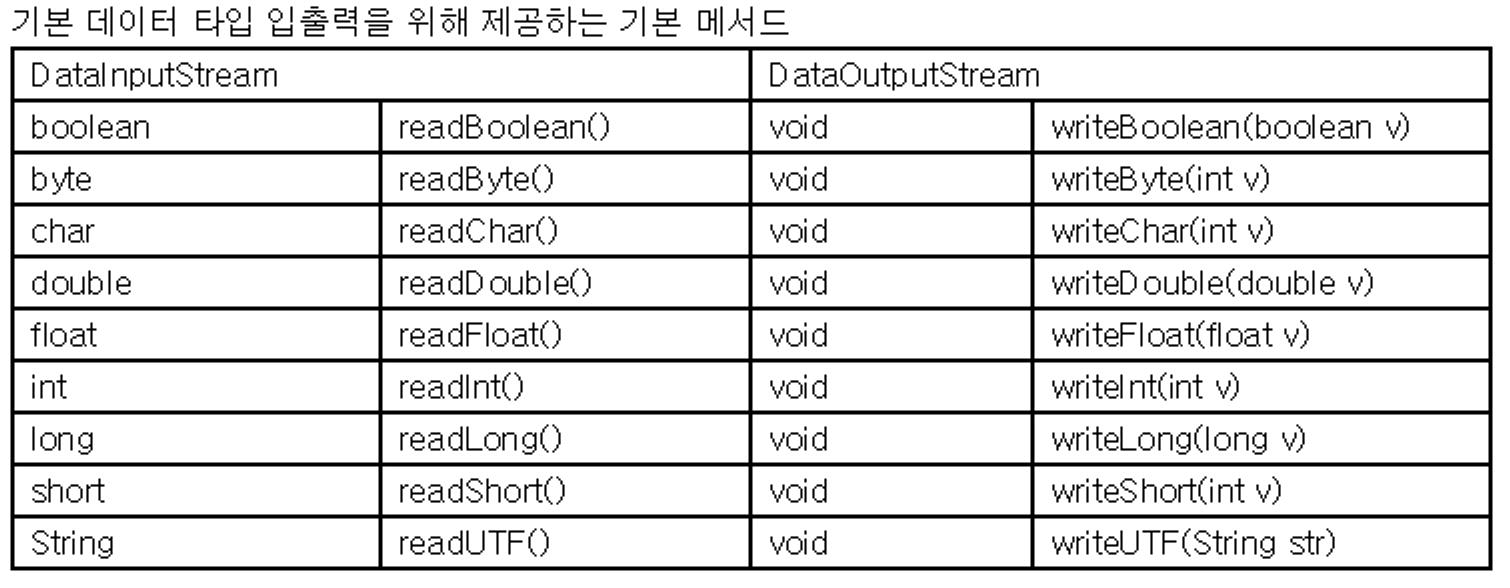 기본 데이터 타입 입출력을 위해 제공하는 기본 메서드
DataInputStream DataOutputStream
boolean readBoolean() void writeBoolean(boolean v)
byte readByte() void writeByte(int v)
char readChar() void writeChar(int v)
double readDouble() void writeDouble(double v)
float readFloat() void writeFloat(float v)
int readInt() void writeInt(int v)
long readLong() void writeLong(long v)
short readShort() void writeShort(int v)
String readUTF() void writeUTF(String str)